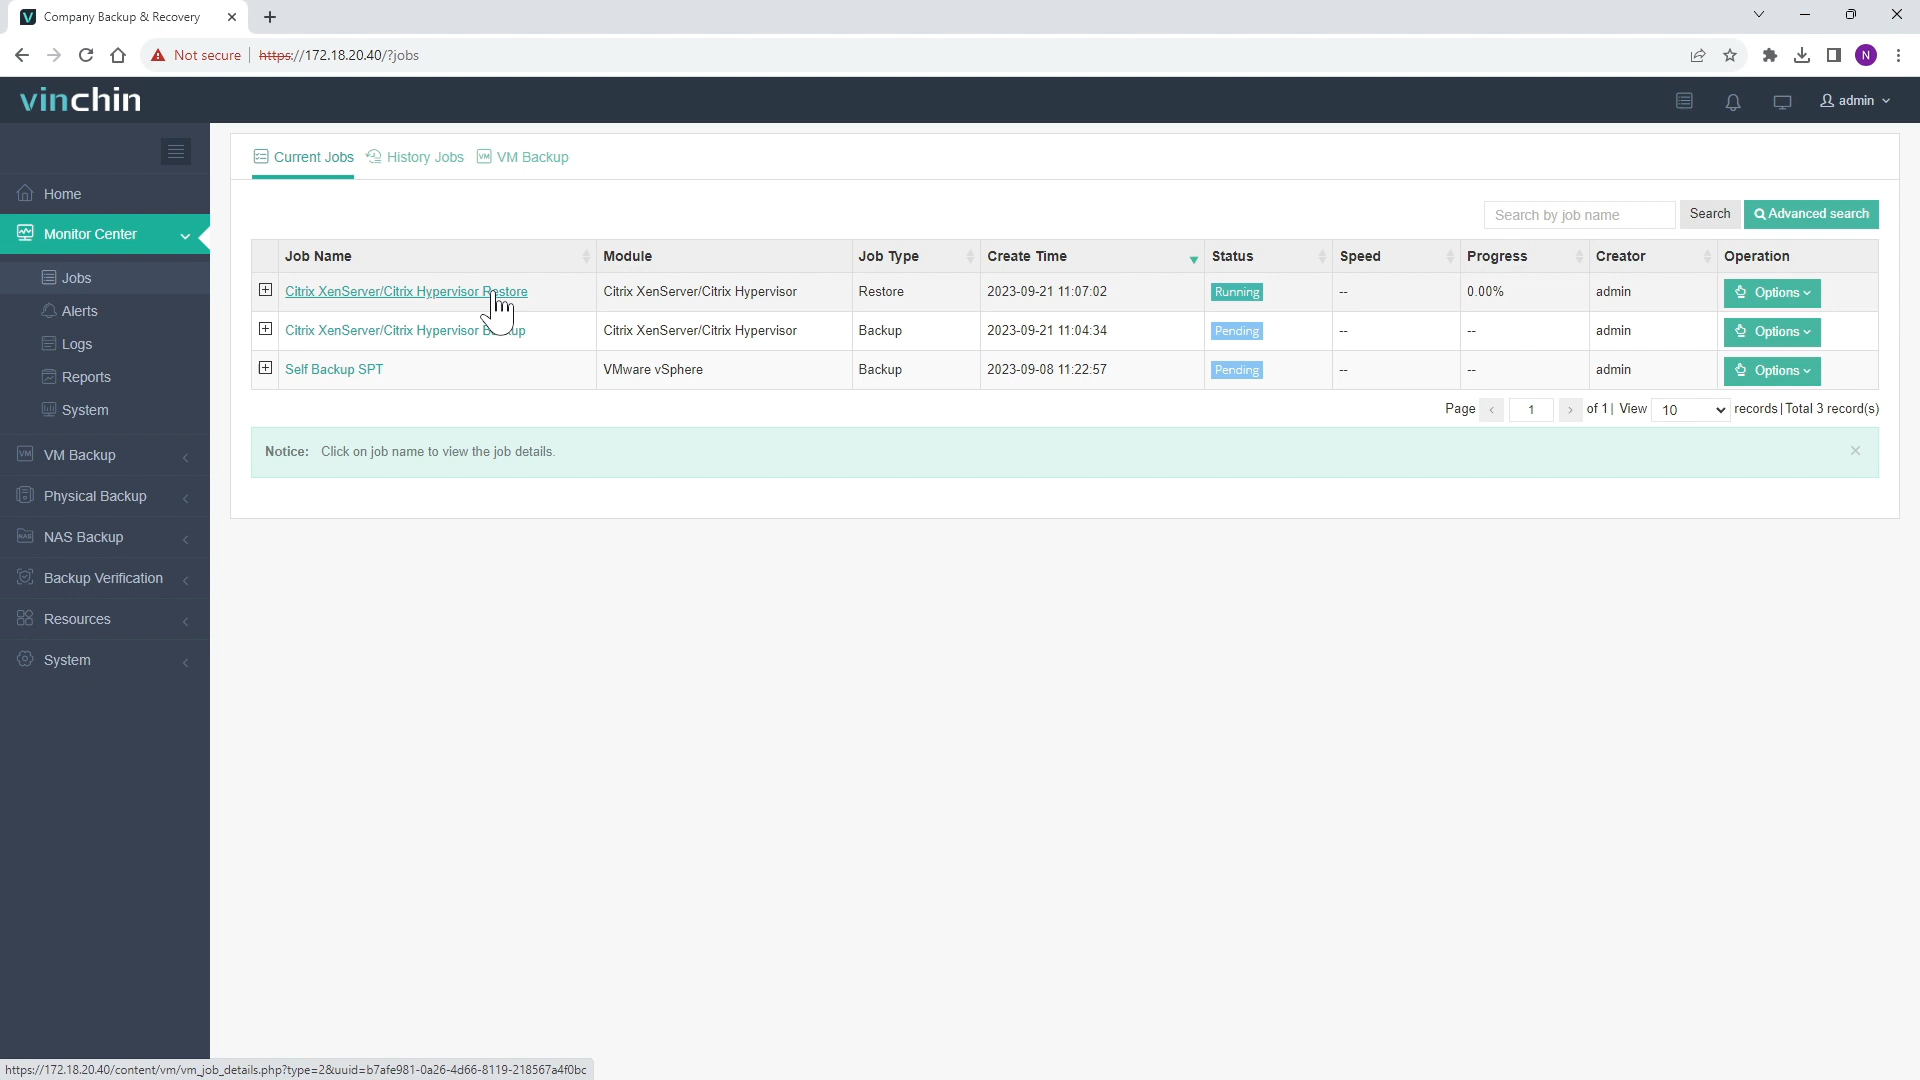 Company Backup & Recovery
Not secure https://172.18.20.40/?jobs
N
vinchin
admin
Home
Monitor Center
Jobs
Alerts
Logs
Reports
System
VM Backup
Physical Backup
NAS Backup
Backup Verification
Resources
System
Current Jobs History Jobs VM Backup
Search by job name Search Advanced search
Job Name Module Job Type Create Time Status Speed Progress Creator Operation
Citrix XenServer/Citrix Hypervisor Restore Citrix XenServer/Citrix Hypervisor Restore 2023-09-21 11:07:02 Running -- 0.00% admin Options
Citrix XenServer/Citrix Hypervisor Backup Citrix XenServer/Citrix Hypervisor Backup 2023-09-21 11:04:34 Pending -- -- admin Options
Self Backup SPT VMware vSphere Backup 2023-09-08 11:22:57 Pending -- -- admin Options
Page < 1 > of 1 | View 10 records | Total 3 record(s)
Notice: Click on job name to view the job details.
https://172.18.20.40/content/vm/vm_job_details.php?type=2&uuid=b7afe981-0a26-4d66-8119-218567a4f0bc